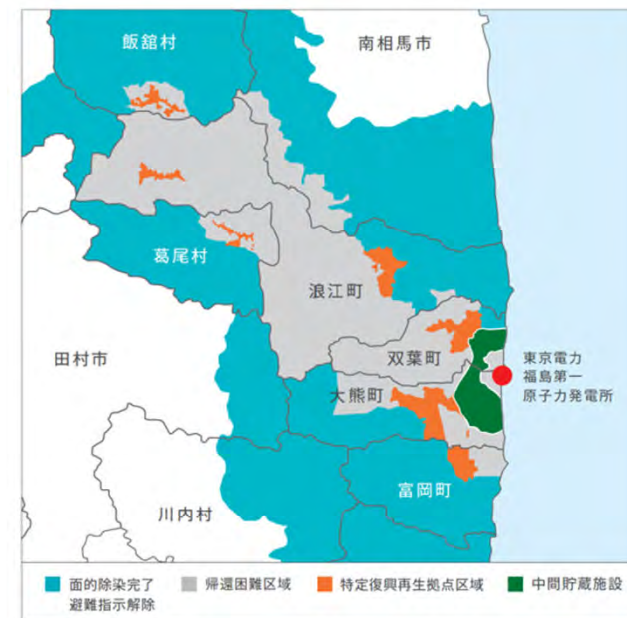 飯舘村
南相馬市
葛尾村
浪江町
田村市
双葉町
東京電力
福島第一
原子力発電所
大熊町
富岡町
川内村
面的除染完了
避難指示解除
帰還困難区域
特定復興再生拠点区域
中間貯蔵施設